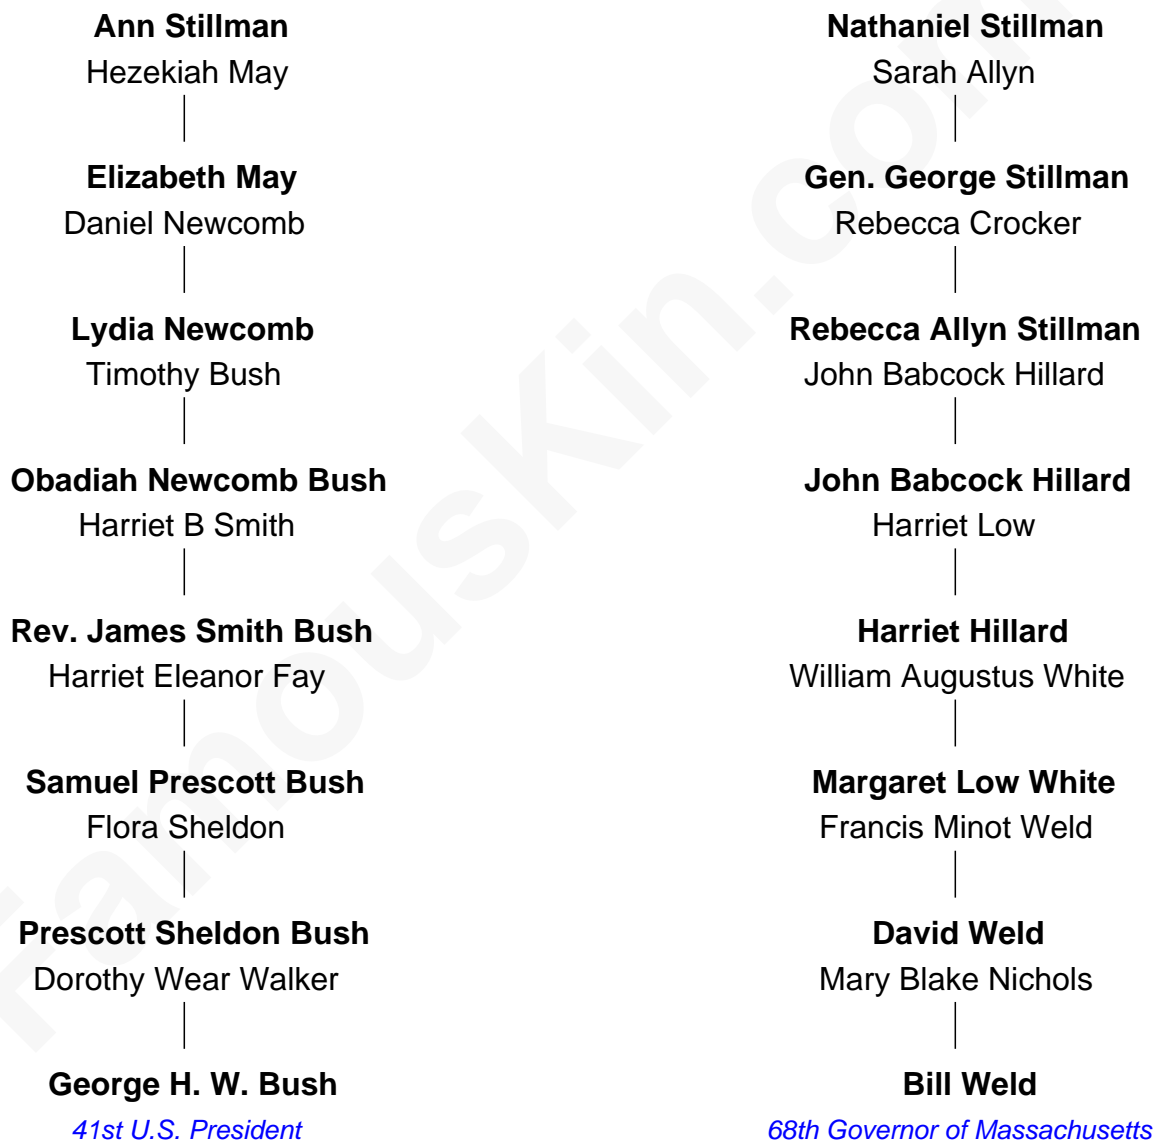 Ann Stillman
Hezekiah May
Elizabeth May
Daniel Newcomb
Lydia Newcomb
Timothy Bush
Obadiah Newcomb Bush
Harriet B Smith
Rev. James Smith Bush
Harriet Eleanor Fay
Samuel Prescott Bush
Flora Sheldon
Prescott Sheldon Bush
Dorothy Wear Walker
George H. W. Bush
41st U.S. President
Nathaniel Stillman
Sarah Allyn
Gen. George Stillman
Rebecca Crocker
Rebecca Allyn Stillman
John Babcock Hillard
John Babcock Hillard
Harriet Low
Harriet Hillard
William Augustus White
Margaret Low White
Francis Minot Weld
David Weld
Mary Blake Nichols
Bill Weld
68th Governor of Massachusetts
FamousKin.com